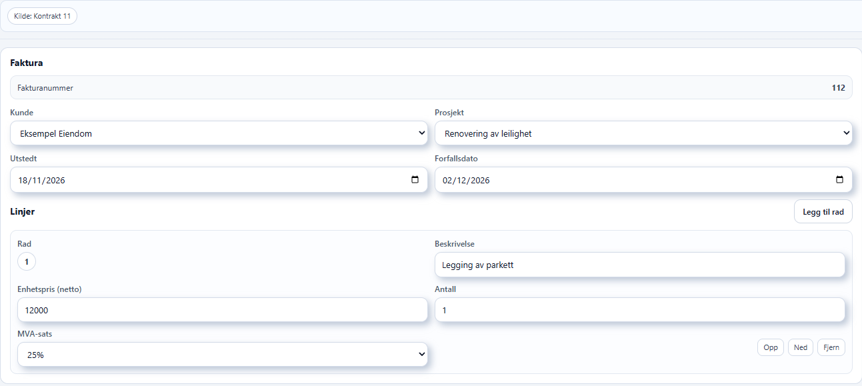 Kilde: Kontrakt 11
Faktura
Fakturanummer 112
Kunde Prosjekt
Eksempel Eiendom Renovering av leilighet
Utstedt Forfallsdato
18/11/2026 02/12/2026
Linjer Legg til rad
Rad Beskrivelse
1 Legging av parkett
Enhetspris (netto) Antall
12000 1
MVA-sats
25% Opp Ned Fjern